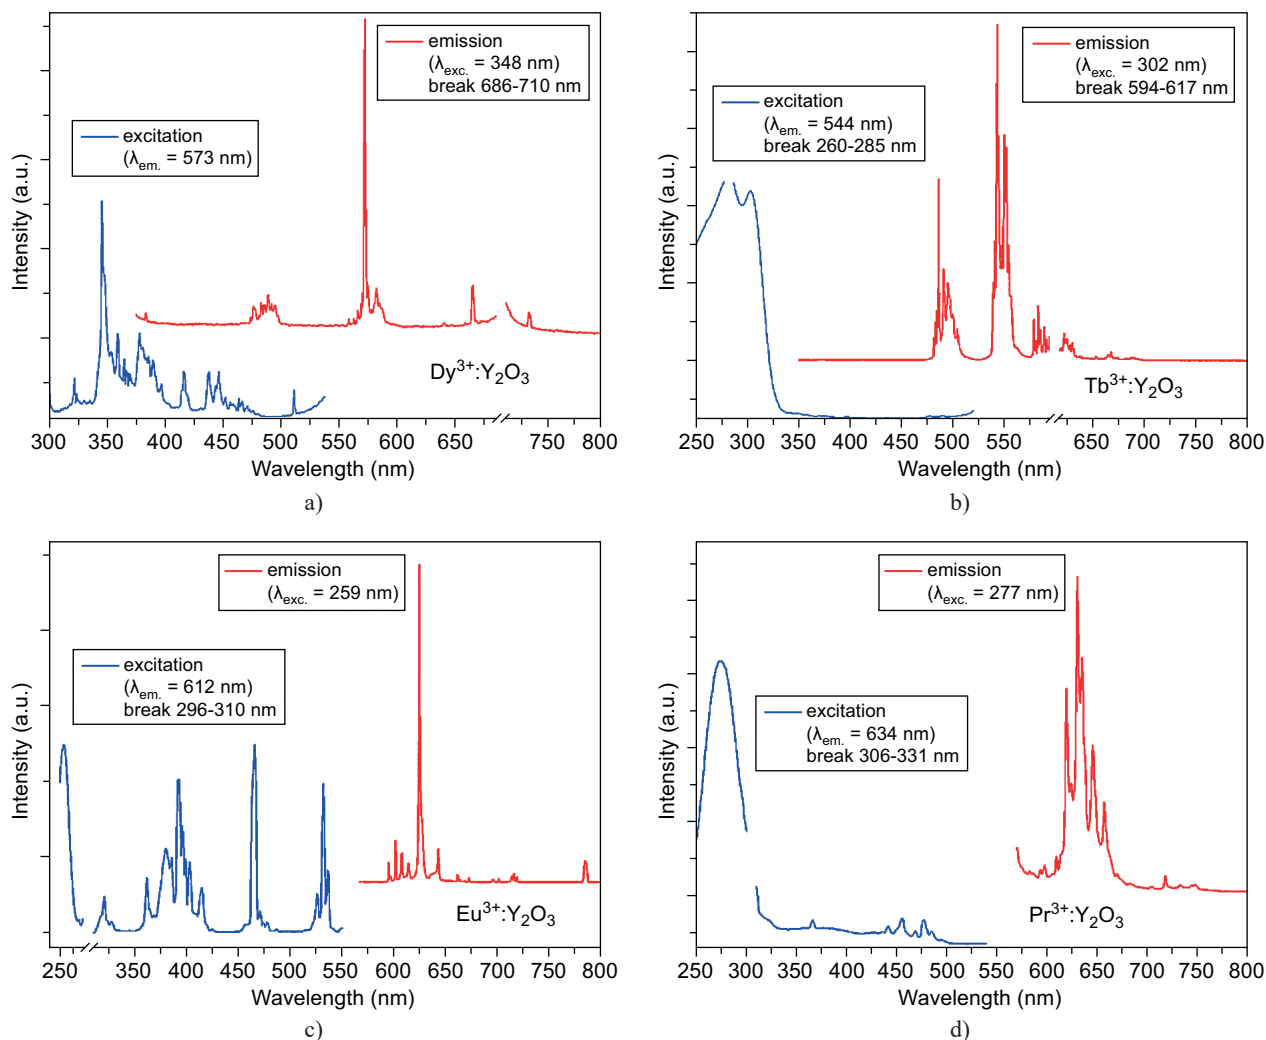 emission
(λexc. = 348 nm)
break 686-710 nm
excitation
(λem. = 573 nm)
Intensity (a.u.)
Dy3+:Y2O3
300 350 400 450 500 550 600 650 750 800
Wavelength (nm)
a)
emission
(λexc. = 302 nm)
break 594-617 nm
excitation
(λem. = 544 nm)
break 260-285 nm
Intensity (a.u.)
Tb3+:Y2O3
250 300 350 400 450 500 550 600 650 700 800
Wavelength (nm)
b)
emission
(λexc. = 259 nm)
excitation
(λem. = 612 nm)
break 296-310 nm
Intensity (a.u.)
Eu3+:Y2O3
250 350 400 450 500 550 600 650 700 750 800
Wavelength (nm)
c)
emission
(λexc. = 277 nm)
excitation
(λem. = 634 nm)
break 306-331 nm
Intensity (a.u.)
Pr3+:Y2O3
250 300 350 400 450 500 550 600 650 700 750 800
Wavelength (nm)
d)